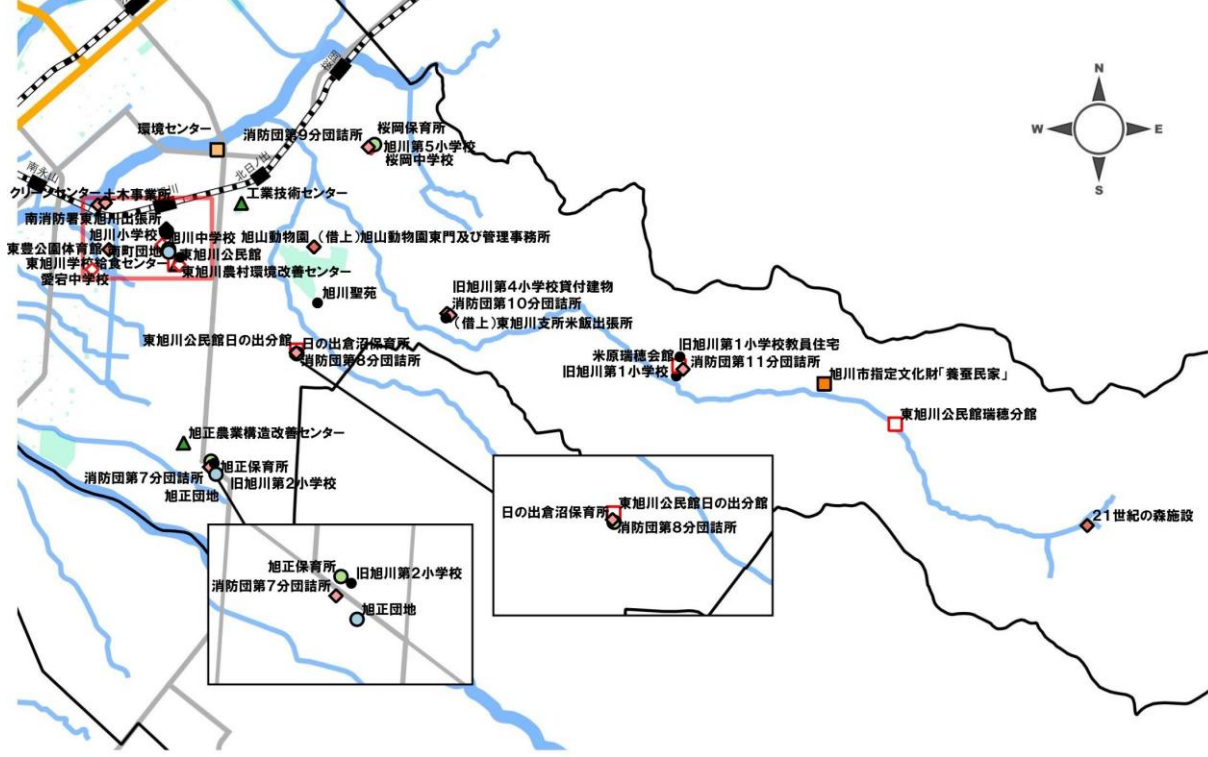 桜岡
N
W
E
S
環境センター
消防団第9分団詰所
桜岡保育所
旭川第5小学校
桜岡中学校
北日ノ出
南永山
クリーンセンター
土木事業所
川
工業技術センター
南消防署東旭川出張所
旭川小学校
旭川中学校
旭山動物園
(借上)旭山動物園東門及び管理事務所
東豊公園体育館
南町団地
東旭川公民館
東旭川学校給食センター
東旭川農村環境改善センター
愛宕中学校
旭川聖苑
旧旭川第4小学校貸付建物
消防団第10分団詰所
(借上)東旭川支所米飯出張所
東旭川公民館日の出分館
日の出倉沼保育所
消防団第8分団詰所
旧旭川第1小学校教員住宅
米原瑞穂会館
消防団第11分団詰所
旧旭川第1小学校
旭川市指定文化財「養蚕民家」
東旭川公民館瑞穂分館
旭正農業構造改善センター
旭正保育所
消防団第7分団詰所
旧旭川第2小学校
旭正団地
東旭川公民館日の出分館
日の出倉沼保育所
消防団第8分団詰所
21世紀の森施設
旭正保育所
旧旭川第2小学校
消防団第7分団詰所
旭正団地